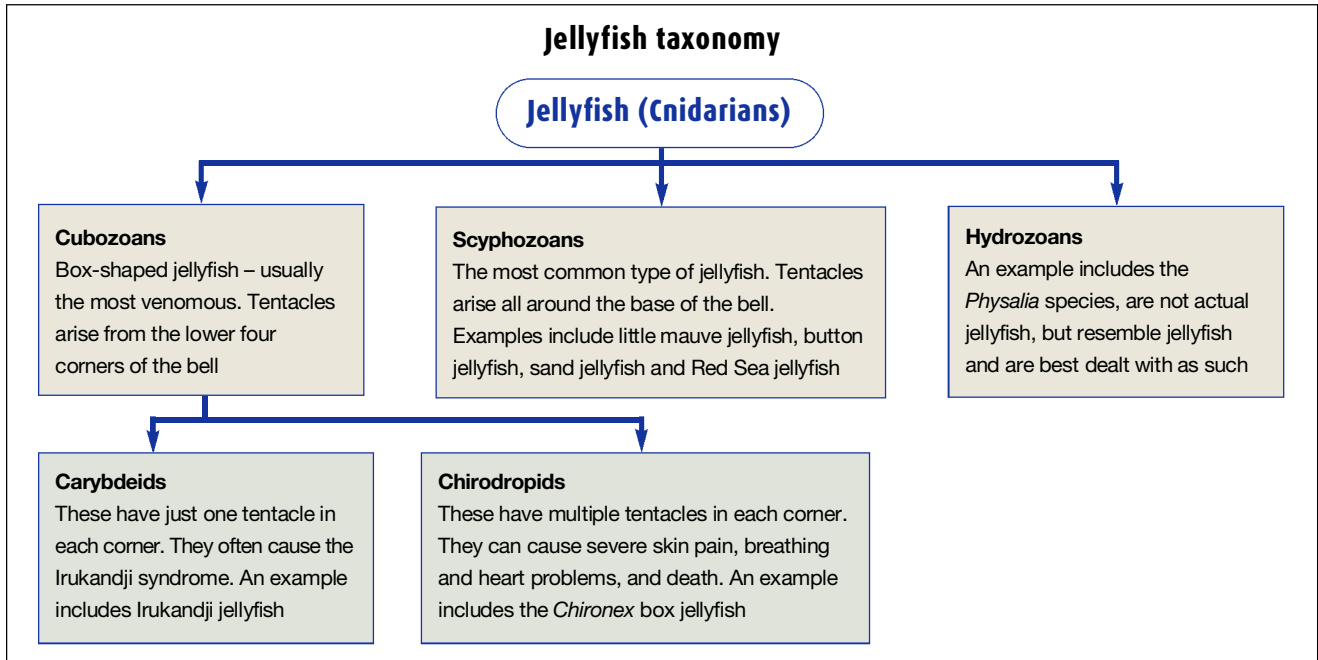 Jellyfish taxonomy
Jellyfish (Cnidarians)
Cubozoans
Box-shaped jellyfish – usually
the most venomous. Tentacles
arise from the lower four
corners of the bell
Scyphozoans
The most common type of jellyfish. Tentacles
arise all around the base of the bell.
Examples include little mauve jellyfish, button
jellyfish, sand jellyfish and Red Sea jellyfish
Hydrozoans
An example includes the
Physalia species, are not actual
jellyfish, but resemble jellyfish
and are best dealt with as such
Carybdeids
These have just one tentacle in
each corner. They often cause the
Irukandji syndrome. An example
includes Irukandji jellyfish
Chirodropids
These have multiple tentacles in each corner.
They can cause severe skin pain, breathing
and heart problems, and death. An example
includes the Chironex box jellyfish